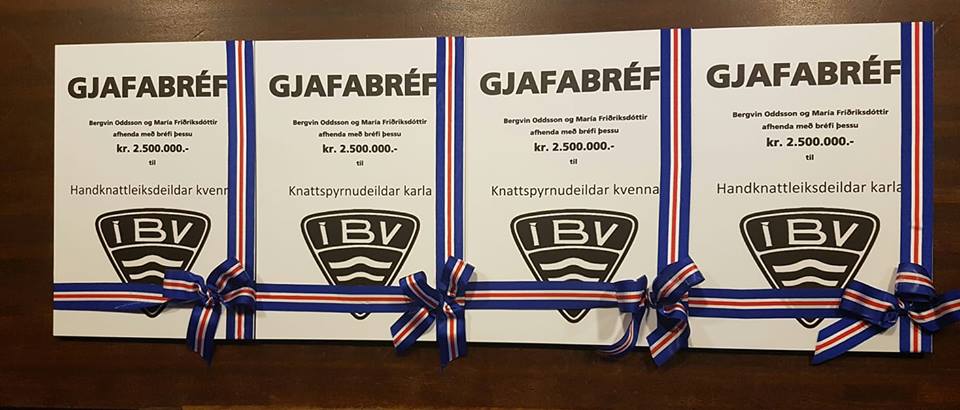 GJAFABRÉF
Bergvin Oddsson og María Friðriksdóttir
afhenda með bréfi þessu
kr. 2.500.000.-
til
Handknattleiksdeildar kvenna
ÍBV
GJAFABRÉF
Bergvin Oddsson og María Friðriksdóttir
afhenda með bréfi þessu
kr. 2.500.000.-
til
Knattspyrnudeildar karla
ÍBV
GJAFABRÉF
Bergvin Oddsson og María Friðriksdóttir
afhenda með bréfi þessu
kr. 2.500.000.-
til
Knattspyrnudeildar kvenna
ÍBV
GJAFABRÉF
Bergvin Oddsson og María Friðriksdóttir
afhenda með bréfi þessu
kr. 2.500.000.-
til
Handknattleiksdeildar karla
ÍBV